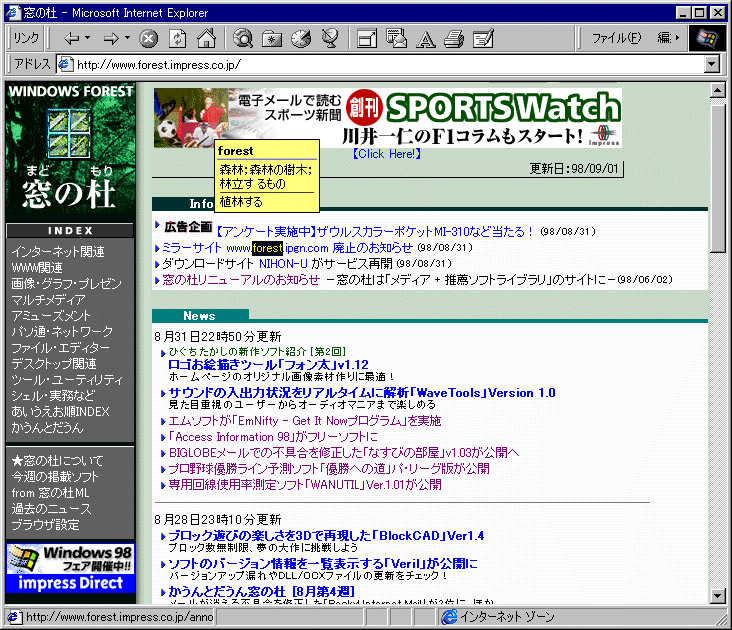 窓の杜 - Microsoft Internet Explorer
リンク
ファイル(F) 編
アドレス http://www.forest.impress.co.jp/
WINDOWS FOREST
まど もり
窓の杜
INDEX
インターネット関連
WWW関連
画像・グラフ・プレゼン
マルチメディア
アミューズメント
パソ通・ネットワーク
ファイル・エディター
デスクトップ関連
ツール・ユーティリティ
シェル・実務など
あいうえお順INDEX
かうんとだうん
★窓の杜について
今週の掲載ソフト
from 窓の杜ML
過去のニュース
ブラウザ設定
Windows 98
フェア開催中!!
impress Direct
電子メールで読む
スポーツ新聞
創刊 SPORTS Watch
川井一仁のF1コラムもスタート!
impress
[Click Here!]
forest
森林;森林の樹木;
林立するもの
植林する
更新日:98/09/01
Info
広告企画 【アンケート実施中】ザウルスカラーポケットMI-310など当たる! (98/08/31)
ミラーサイト www.forest.ipgn.com 廃止のお知らせ (98/08/31)
ダウンロードサイト NIHON-U がサービス再開 (98/08/31)
窓の杜リニューアルのお知らせ －窓の杜は「メディア + 推薦ソフトライブラリ」のサイトに－(98/06/02)
News
8月31日22時50分更新
ひぐちたかしの新作ソフト紹介 [第2回]
ロゴお絵描きツール「フォン太」v1.12
ホームページのオリジナル画像素材作りに最適!
サウンドの入出力状況をリアルタイムに解析「WaveTools」Version 1.0
見た目重視のユーザーからオーディオマニアまで楽しめる
エムソフトが「EmNifty - Get It Nowプログラム」を実施
「Access Information 98」がフリーソフトに
BIGLOBEメールでの不具合を修正した「なすびの部屋」v1.03が公開へ
プロ野球優勝ライン予測ソフト「優勝への道」パ・リーグ版が公開
専用回線使用率測定ソフト「WANUTIL」Ver.1.01が公開
8月28日23時10分更新
ブロック遊びの楽しさを3Dで再現した「BlockCAD」Ver1.4
ブロック数無制限、夢の大作に挑戦しよう
ソフトのバージョン情報を一覧表示する「VeriI」が公開に
バージョンアップ漏れやDLL/OCXファイルの更新をチェック!
かうんとだうん窓の杜 [8月第4週]
メールが消える不具合を修正した「Becky! Internet Mail」が2位に、ほか
http://www.forest.impress.co.jp/anno
インターネット ゾーン